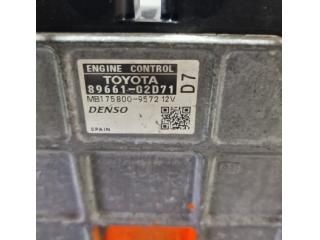 ENGINE CONTROL
TOYOTA
89661-02D71
D7
MB175800-9572 12V
DENSO
SPAIN